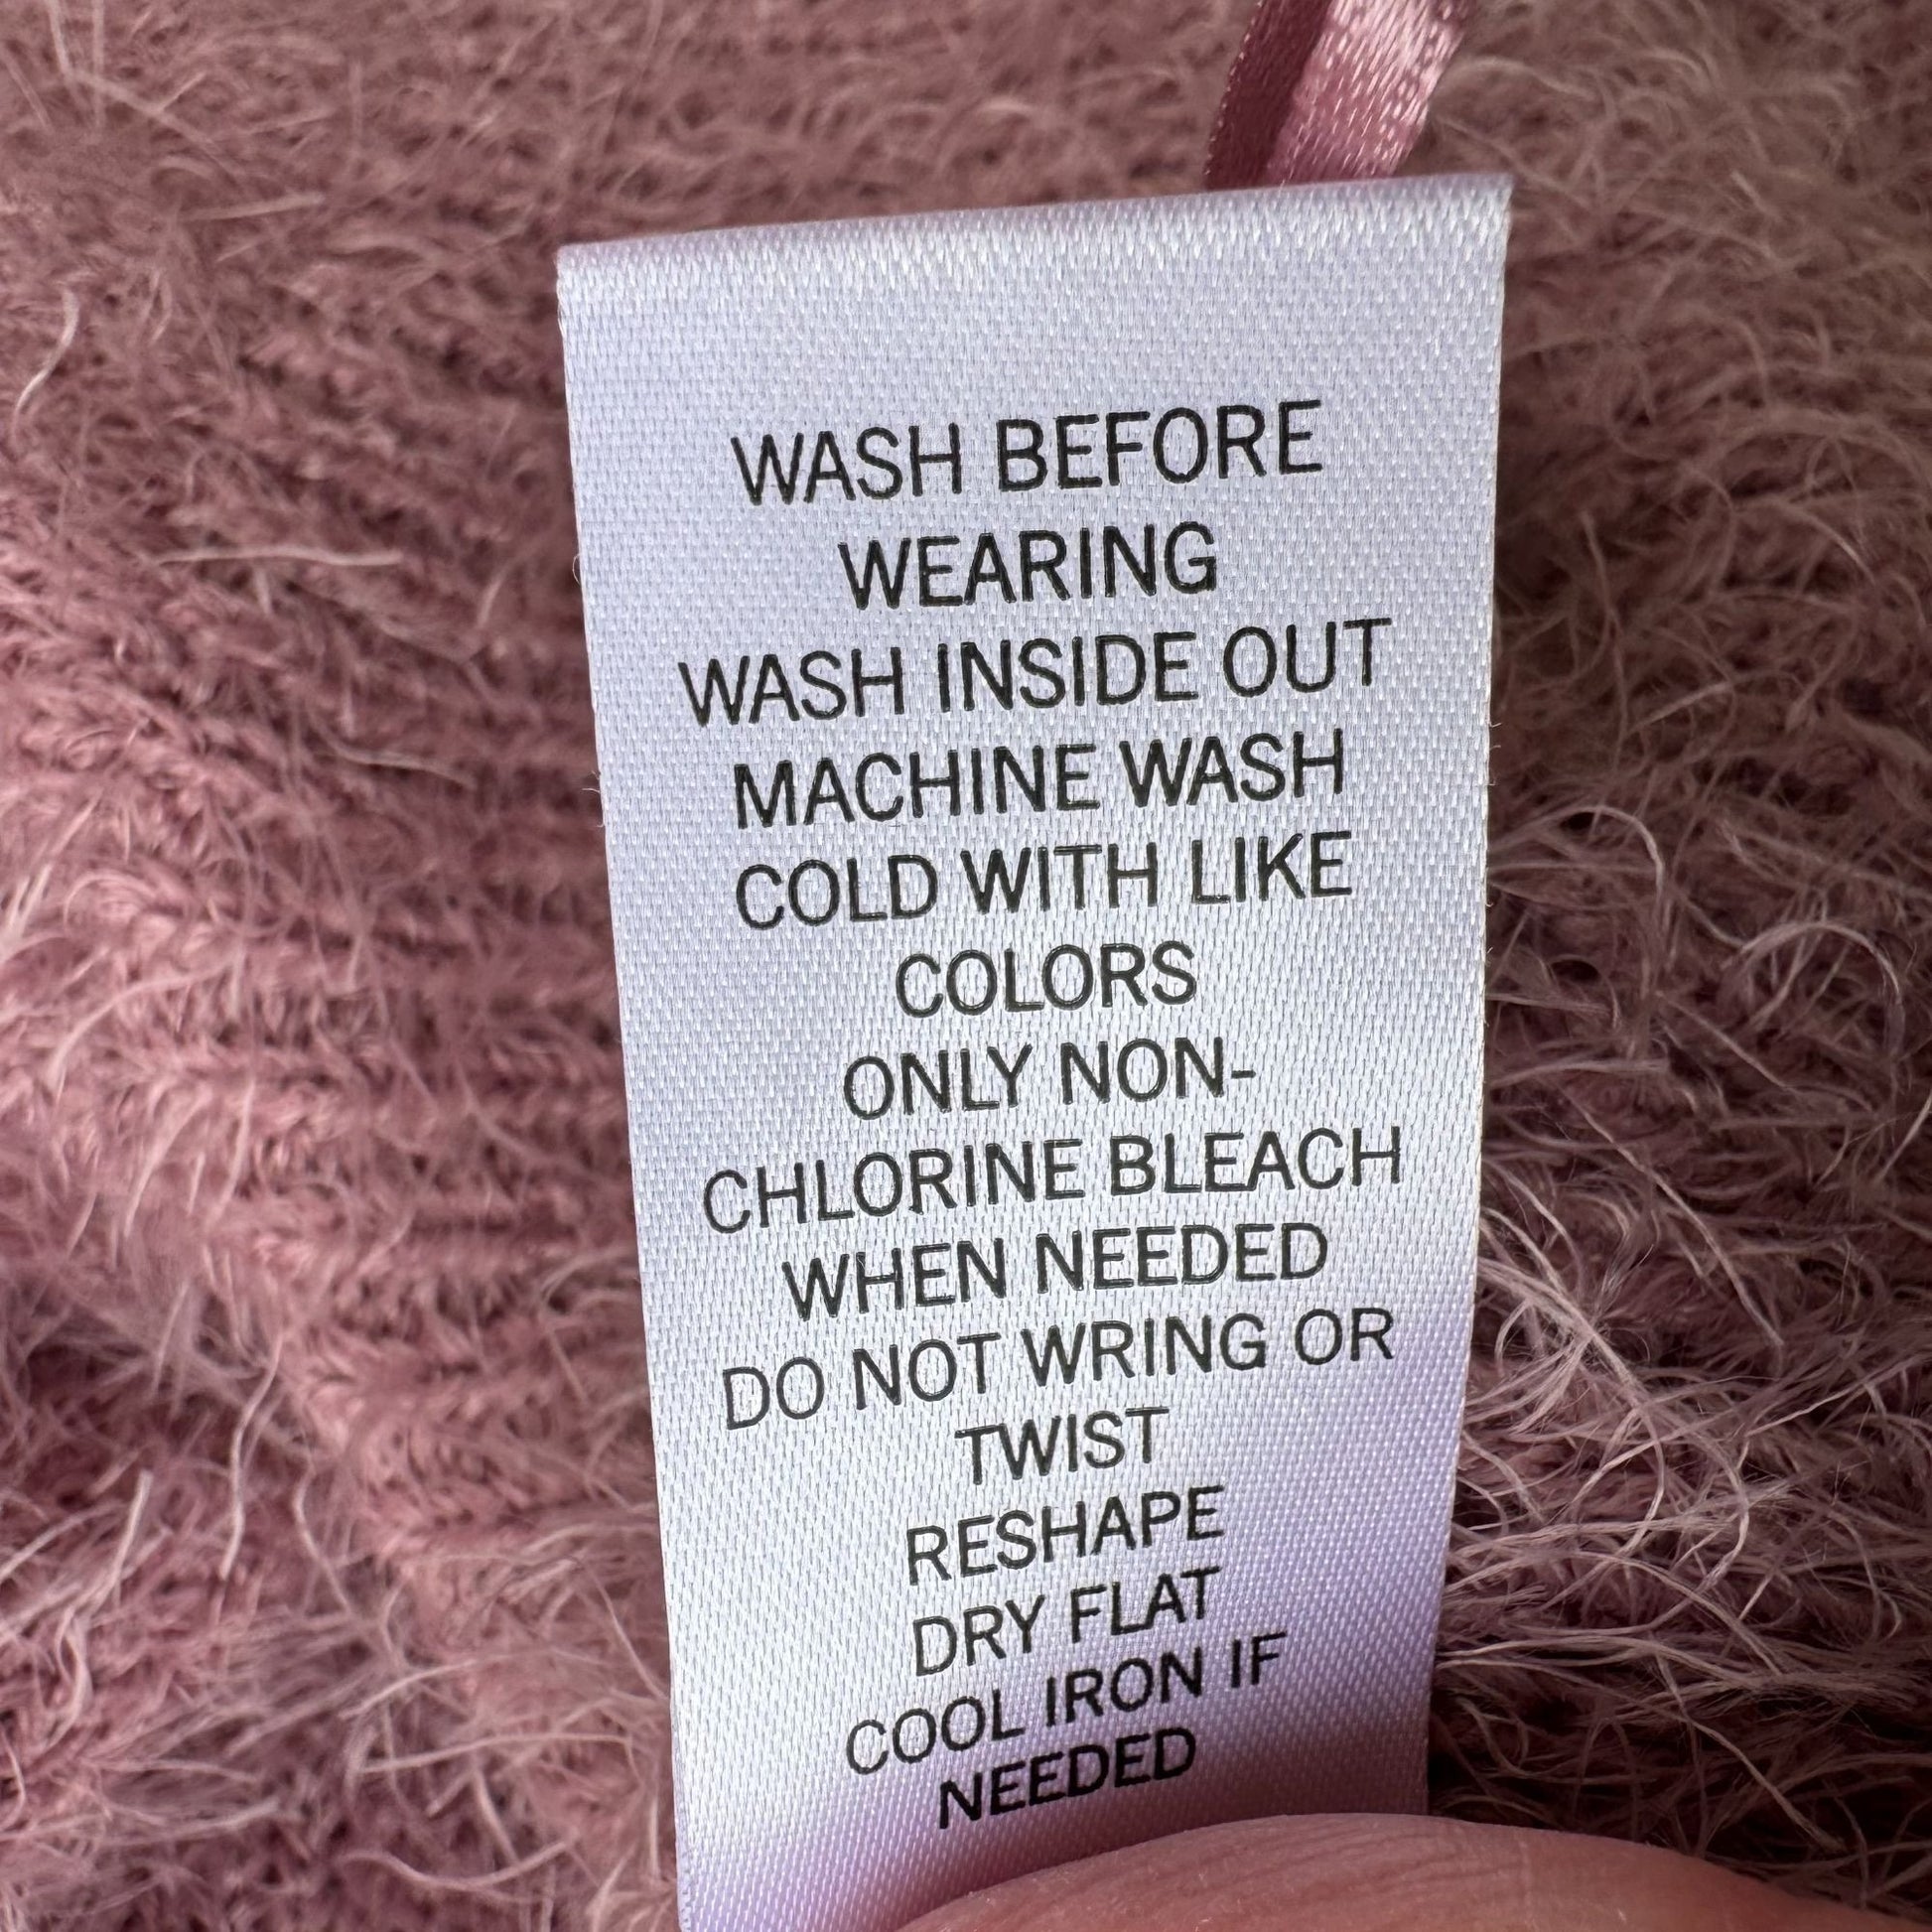 WASH BEFORE
WEARING
WASH INSIDE OUT
MACHINE WASH
COLD WITH LIKE
COLORS
ONLY NON-
CHLORINE BLEACH
WHEN NEEDED
DO NOT WRING OR
TWIST
RESHAPE
DRY FLAT
COOL IRON IF
NEEDED